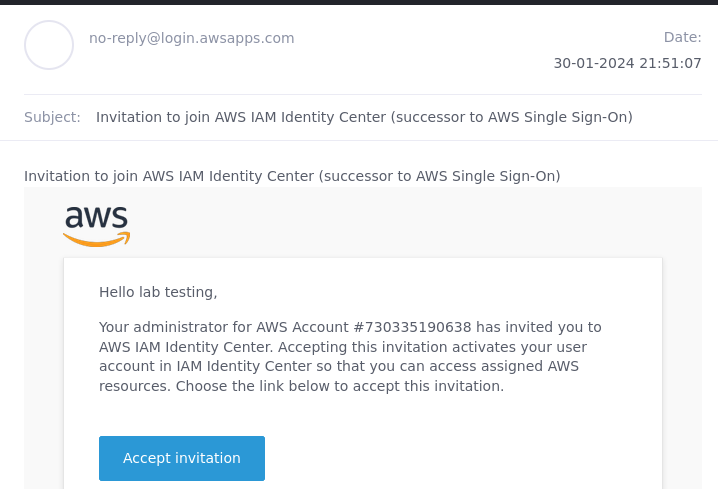 no-reply@login.awsapps.com
Date:
30-01-2024 21:51:07
Subject: Invitation to join AWS IAM Identity Center (successor to AWS Single Sign-On)
Invitation to join AWS IAM Identity Center (successor to AWS Single Sign-On)
aws
Hello lab testing,
Your administrator for AWS Account #730335190638 has invited you to
AWS IAM Identity Center. Accepting this invitation activates your user
account in IAM Identity Center so that you can access assigned AWS
resources. Choose the link below to accept this invitation.
Accept invitation